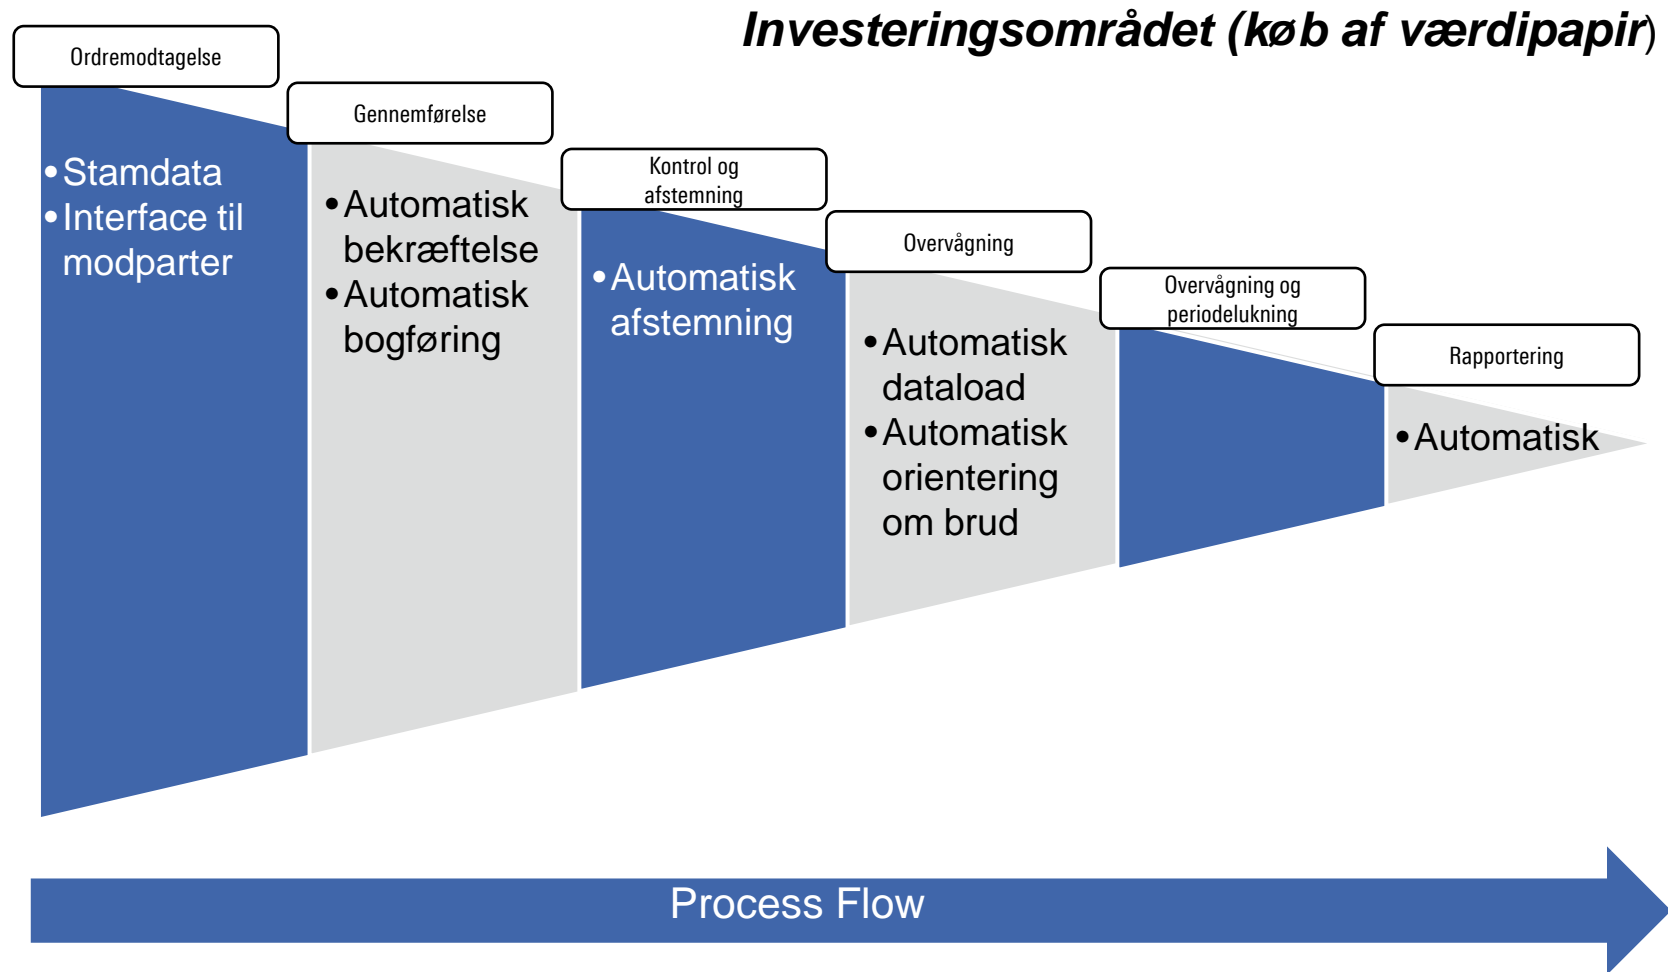 Investeringsområdet (køb af værdipapir)
Ordremodtagelse
•Stamdata
•Interface til
modparter
Gennemførelse
•Automatisk
bekræftelse
•Automatisk
bogføring
Kontrol og
afstemning
•Automatisk
afstemning
Overvågning
•Automatisk
dataload
•Automatisk
orientering
om brud
Overvågning og
periodelukning
Rapportering
•Automatisk
Process Flow